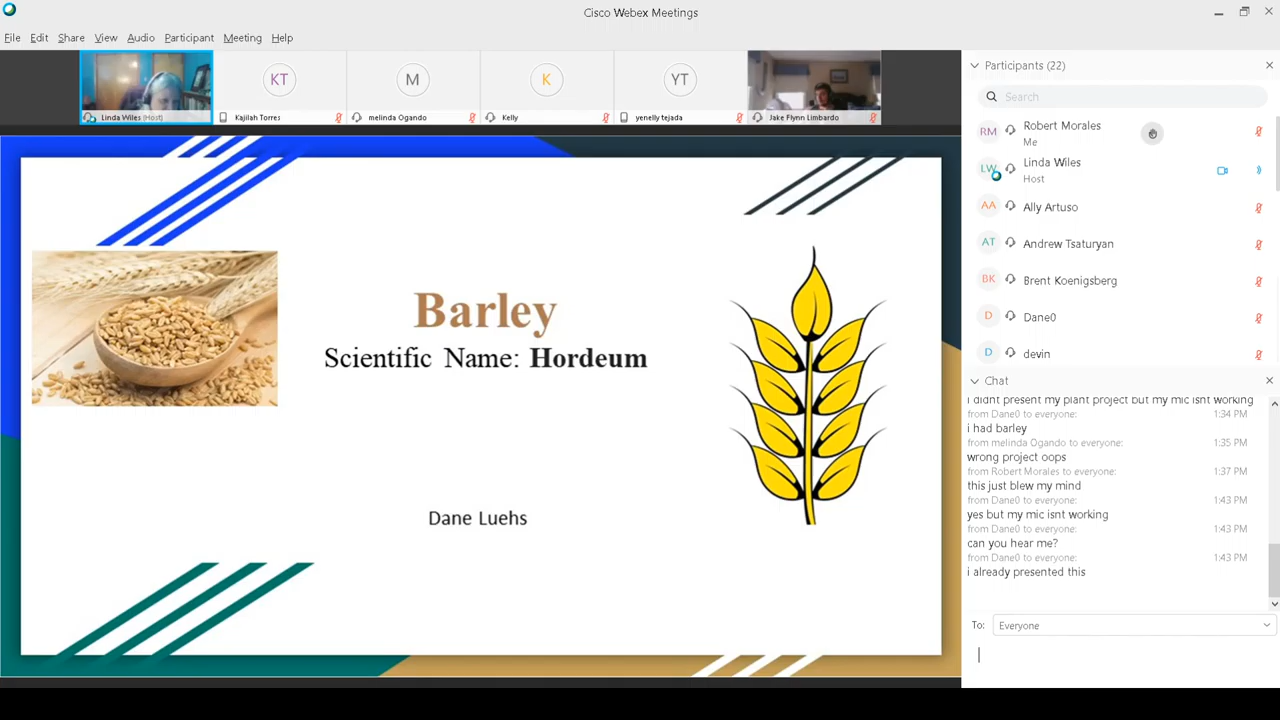 Cisco Webex Meetings
File Edit Share View Audio Participant Meeting Help
KT
M
K
YT
Linda Wiles (Host)
Kajilah Torres
melinda Ogando
Kelly
yenelly tejada
Jake Flynn Limbardo
Barley
Scientific Name: Hordeum
Dane Luehs
Participants (22)
Search
RM Robert Morales
Me
LW Linda Wiles
Host
AA Ally Artuso
AT Andrew Tsaturyan
BK Brent Koenigsberg
D Dane0
D devin
Chat
i didnt present my plant project but my mic isnt working
from Dane0 to everyone: 1:34 PM
i had barley
from melinda Ogando to everyone: 1:35 PM
wrong project oops
from Robert Morales to everyone: 1:37 PM
this just blew my mind
from Dane0 to everyone: 1:43 PM
yes but my mic isnt working
from Dane0 to everyone: 1:43 PM
can you hear me?
from Dane0 to everyone: 1:43 PM
i already presented this
To: Everyone